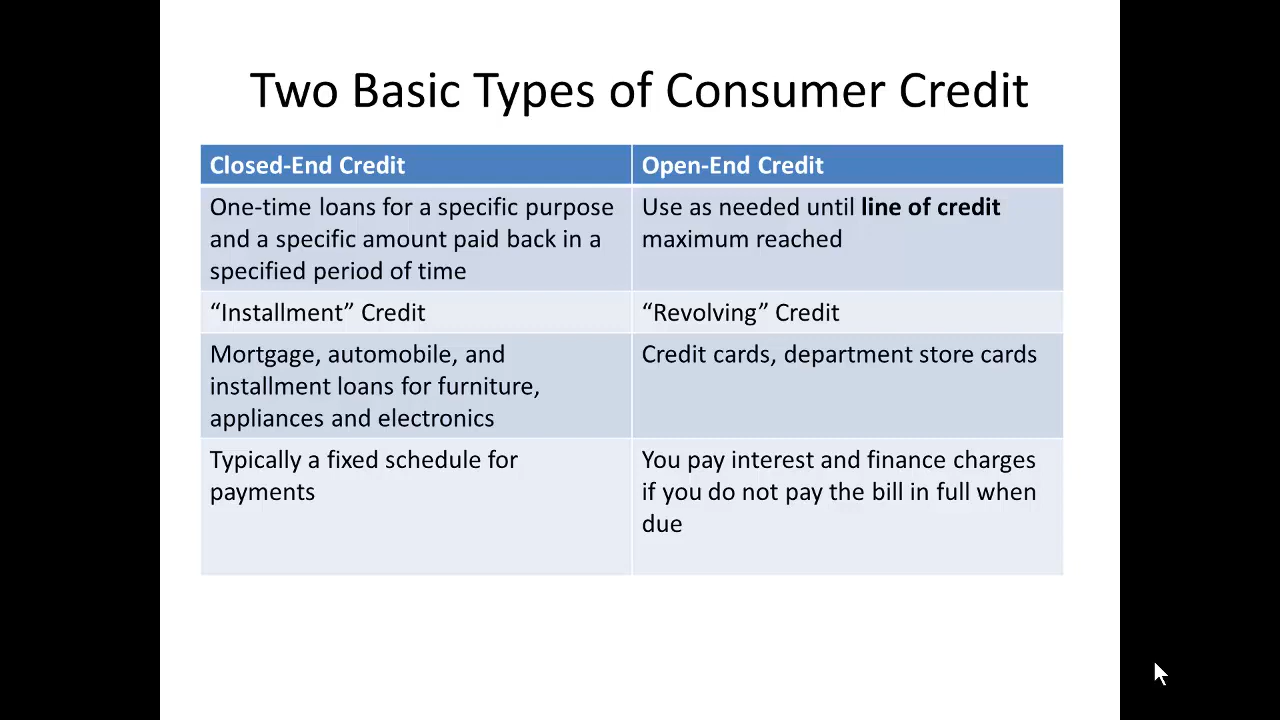 Two Basic Types of Consumer Credit
Closed-End Credit
Open-End Credit
One-time loans for a specific purpose
and a specific amount paid back in a
specified period of time
Use as needed until line of credit
maximum reached
“Installment” Credit
“Revolving” Credit
Mortgage, automobile, and
installment loans for furniture,
appliances and electronics
Credit cards, department store cards
Typically a fixed schedule for
payments
You pay interest and finance charges
if you do not pay the bill in full when
due